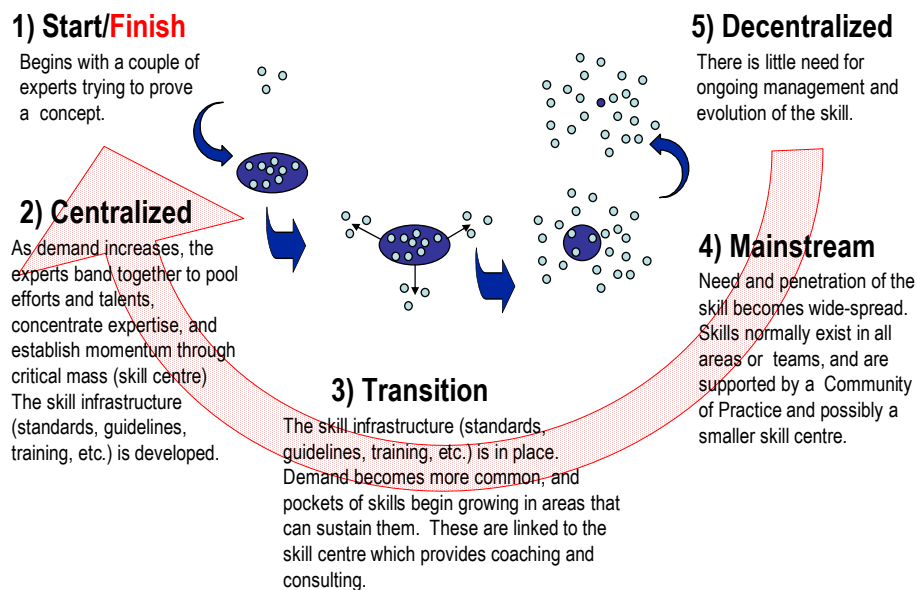 1) Start/Finish
Begins with a couple of
experts trying to prove
a concept.
2) Centralized
As demand increases, the
experts band together to pool
efforts and talents,
concentrate expertise, and
establish momentum through
critical mass (skill centre)
The skill infrastructure
(standards, guidelines,
training, etc.) is developed.
3) Transition
The skill infrastructure (standards,
guidelines, training, etc.) is in place.
Demand becomes more common, and
pockets of skills begin growing in areas that
can sustain them. These are linked to the
skill centre which provides coaching and
consulting.
4) Mainstream
Need and penetration of the
skill becomes wide-spread.
Skills normally exist in all
areas or teams, and are
supported by a Community
of Practice and possibly a
smaller skill centre.
5) Decentralized
There is little need for
ongoing management and
evolution of the skill.